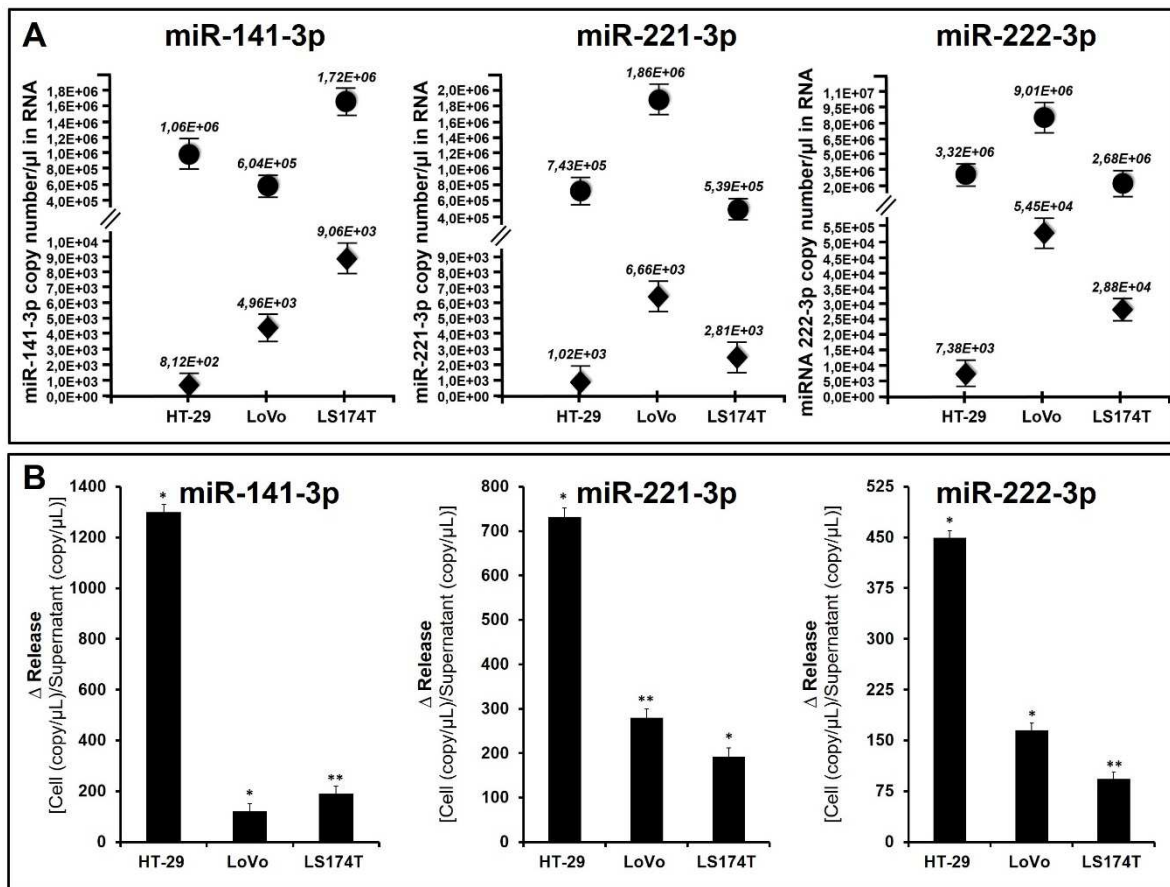 A
miR-141-3p
miR-141-3p copy number/µl in RNA
1,8E+06
1,6E+06
1,4E+06
1,2E+06
1,0E+06
8,0E+05
6,0E+05
4,0E+05
1,0E+04
9,0E+03
8,0E+03
7,0E+03
6,0E+03
5,0E+03
4,0E+03
3,0E+03
2,0E+03
1,0E+03
0,0E+00
1,06E+06
6,04E+05
1,72E+06
8,12E+02
4,96E+03
9,06E+03
HT-29 LoVo LS174T
miR-221-3p
miR-221-3p copy number/µl in RNA
2,0E+06
1,8E+06
1,6E+06
1,4E+06
1,2E+06
1,0E+06
8,0E+05
6,0E+05
4,0E+05
9,0E+03
8,0E+03
7,0E+03
6,0E+03
5,0E+03
4,0E+03
3,0E+03
2,0E+03
1,0E+03
0,0E+00
7,43E+05
1,86E+06
5,39E+05
1,02E+03
6,66E+03
2,81E+03
HT-29 LoVo LS174T
miR-222-3p
miRNA 222-3p copy number/µl in RNA
1,1E+07
9,2E+06
8,2E+06
7,2E+06
6,2E+06
5,2E+06
4,2E+06
3,2E+06
2,0E+06
5,5E+05
5,0E+04
4,5E+04
4,0E+04
3,5E+04
3,0E+04
2,5E+04
2,0E+04
1,5E+04
1,0E+04
5,0E+03
0,0E+00
3,32E+06
9,01E+06
2,68E+06
7,38E+03
5,45E+04
2,88E+04
HT-29 LoVo LS174T
B
miR-141-3p
Δ Release
[Cell (copy/µL)/Supernatant (copy/µL)]
1400
1200
1000
800
600
400
200
0
* * **
HT-29 LoVo LS174T
miR-221-3p
Δ Release
[Cell (copy/µL)/Supernatant (copy/µL)]
800
700
600
500
400
300
200
100
0
* ** *
HT-29 LoVo LS174T
miR-222-3p
Δ Release
[Cell (copy/µL)/Supernatant (copy/µL)]
525
450
375
300
225
150
75
0
* * **
HT-29 LoVo LS174T